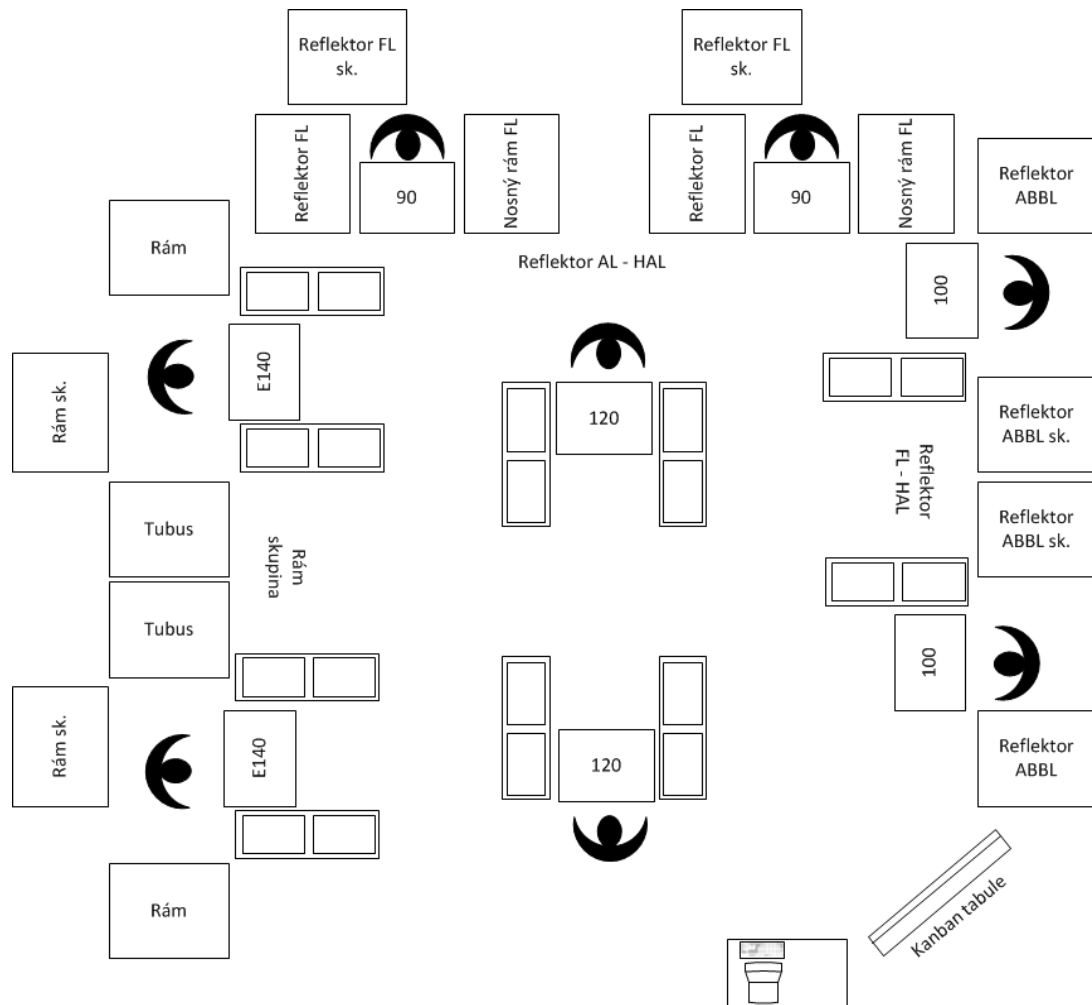 Reflektor FL
sk.
Reflektor FL
sk.
Reflektor FL
90
Nosný rám FL
Reflektor FL
90
Nosný rám FL
Reflektor
ABBL
Rám
Reflektor AL - HAL
100
Rám sk.
E140
120
Reflektor
ABBL sk.
Reflektor
FL - HAL
Tubus
Reflektor
ABBL sk.
Rám
skupina
Tubus
100
Rám sk.
E140
120
Reflektor
ABBL
Rám
Kanban tabule